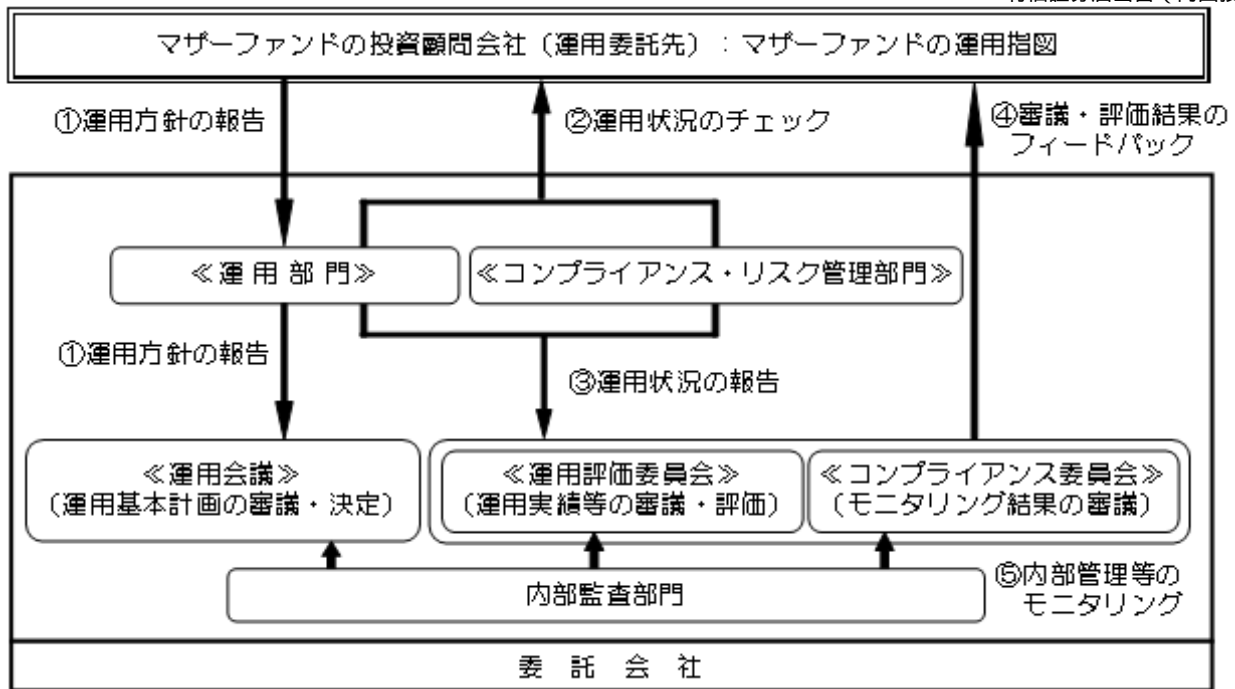 マザーファンドの投資顧問会社（運用委託先）：マザーファンドの運用指図
①運用方針の報告
②運用状況のチェック
④審議・評価結果の
フィードバック
≪運 用 部 門≫
≪コンプライアンス・リスク管理部門≫
①運用方針の報告
③運用状況の報告
≪運用会議≫
（運用基本計画の審議・決定）
≪運用評価委員会≫
（運用実績等の審議・評価）
≪コンプライアンス委員会≫
（モニタリング結果の審議）
内部監査部門
⑤内部管理等の
モニタリング
委 託 会 社